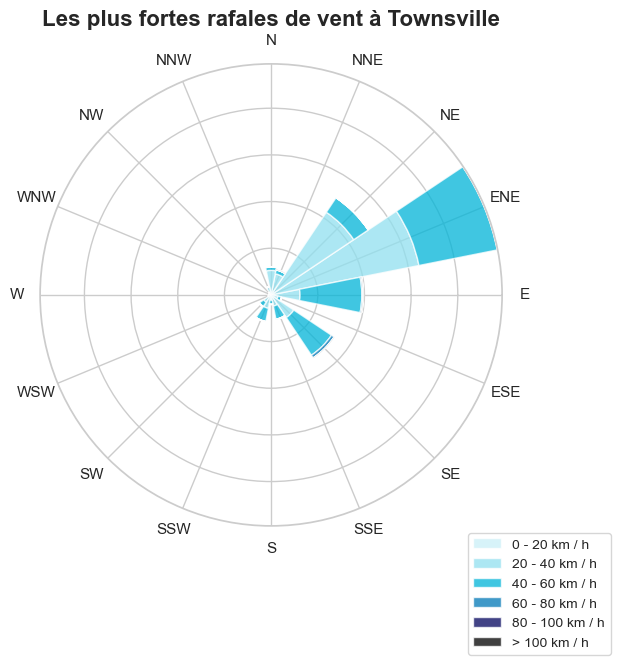 Les plus fortes rafales de vent à Townsville
N
NNW
NNE
NW
NE
WNW
ENE
W
E
WSW
ESE
SW
SE
SSW
SSE
S
0 - 20 km / h
20 - 40 km / h
40 - 60 km / h
60 - 80 km / h
80 - 100 km / h
> 100 km / h